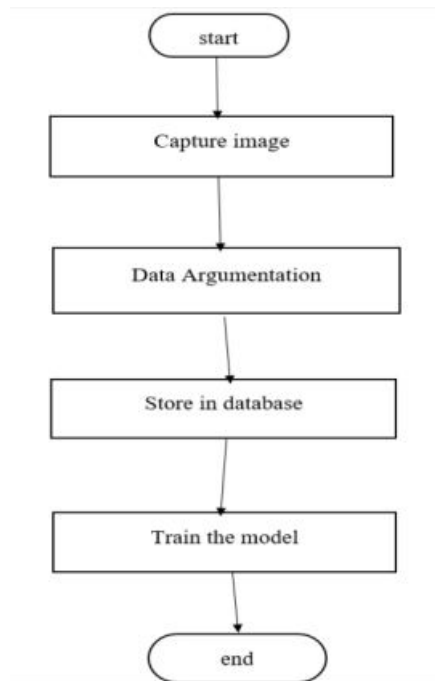 start
Capture image
Data Argumentation
Store in database
Train the model
end